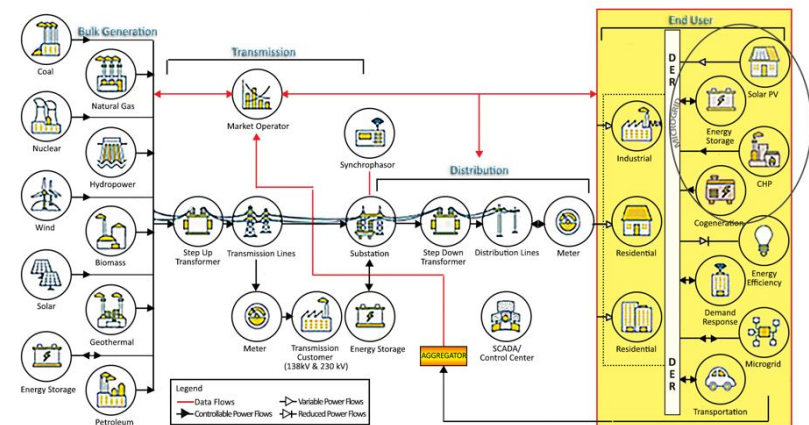 Bulk Generation
Transmission
End User
Coal
Natural Gas
Nuclear
Hydropower
Wind
Biomass
Solar
Geothermal
Energy Storage
Petroleum
Market Operator
Synchrophasor
Distribution
Step Up
Transformer
Transmission Lines
Substation
Step Down
Transformer
Distribution Lines
Meter
Meter
Transmission
Customer
(138kV & 230 kV)
Energy Storage
SCADA/
Control Center
AGGREGATOR
Industrial
Residential
Residential
DER
DER
MICROGRID
Solar PV
Energy
Storage
CHP
Cogeneration
Energy
Efficiency
Demand
Response
Microgrid
Transportation
Legend
Data Flows
Controllable Power Flows
Variable Power Flows
Reduced Power Flows